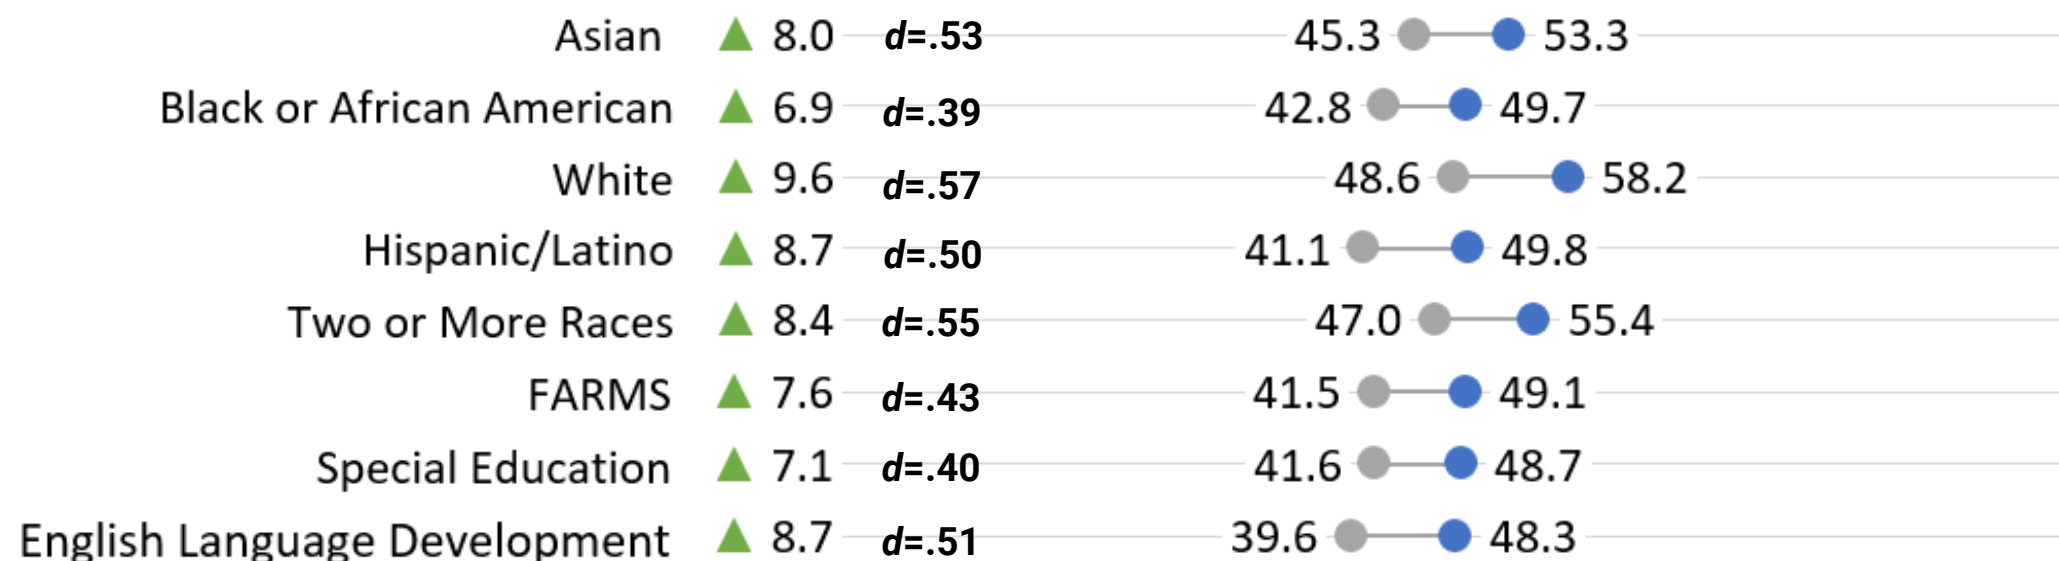 Asian 8.0 d=.53 45.3 53.3
Black or African American 6.9 d=.39 42.8 49.7
White 9.6 d=.57 48.6 58.2
Hispanic/Latino 8.7 d=.50 41.1 49.8
Two or More Races 8.4 d=.55 47.0 55.4
FARMS 7.6 d=.43 41.5 49.1
Special Education 7.1 d=.40 41.6 48.7
English Language Development 8.7 d=.51 39.6 48.3